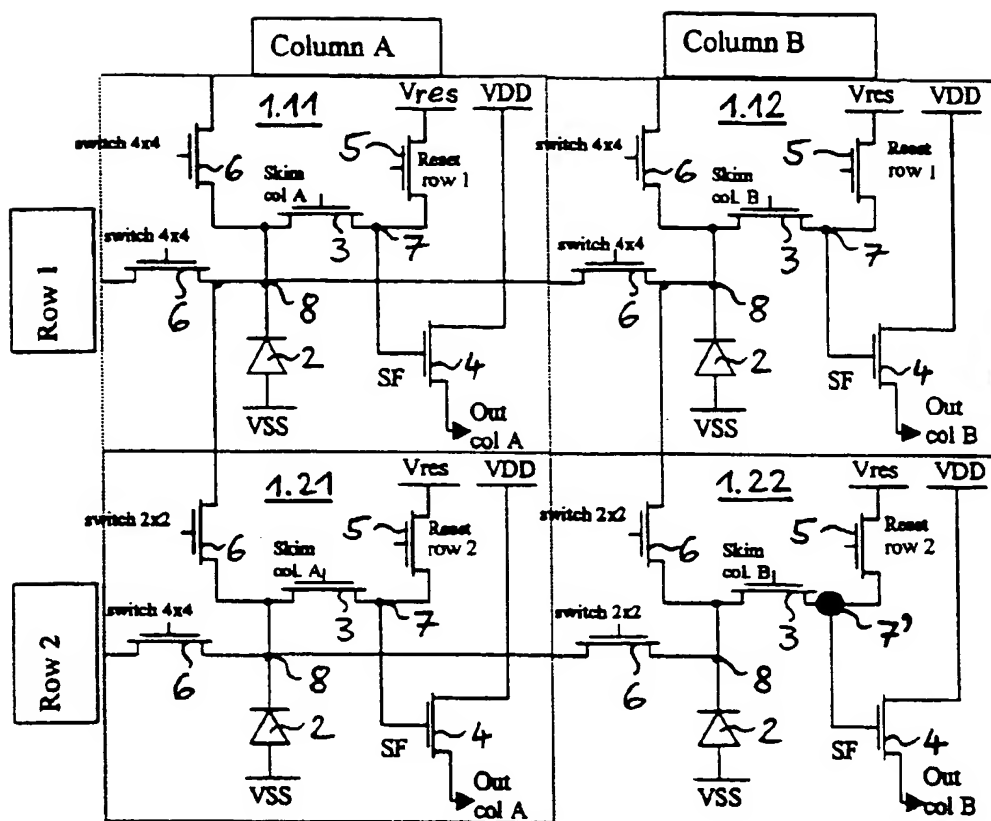 Column A
Column B
Row 1
Row 2
1.11
Vres
VDD
switch 4x4
6
5
Reset
row 1
Skim
col A
3
7
switch 4x4
6
8
2
VSS
SF
4
Out
col A
1.12
Vres
VDD
switch 4x4
6
5
Reset
row 1
Skim
col. B
3
7
switch 4x4
6
8
2
VSS
SF
4
Out
col B
1.21
Vres
VDD
switch 2x2
6
5
Reset
row 2
Skim
col. A
3
7
switch 4x4
6
8
2
VSS
SF
4
Out
col A
1.22
Vres
VDD
switch 2x2
6
5
Reset
row 2
Skim
col. B
3
7'
switch 2x2
6
8
2
VSS
SF
4
Out
col B